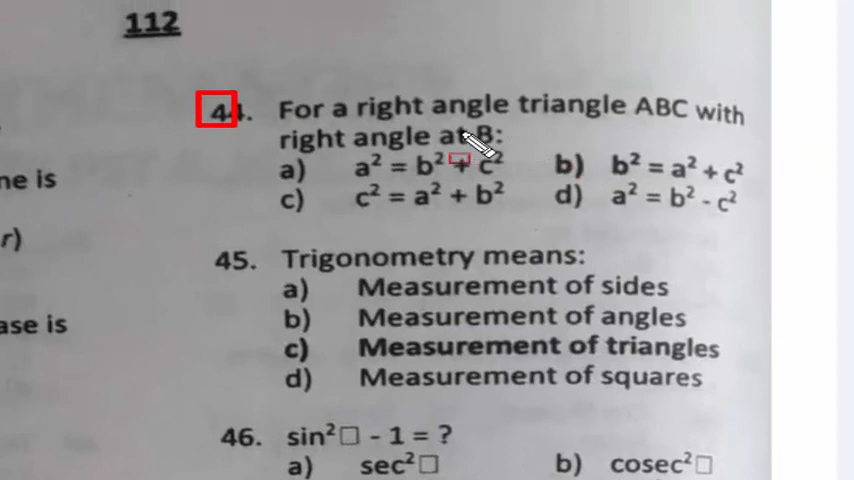 112
44. For a right angle triangle ABC with
right angle at B:
a) a² = b² + c² b) b² = a² + c²
ne is
c) c² = a² + b² d) a² = b² - c²
r)
45. Trigonometry means:
a) Measurement of sides
b) Measurement of angles
ase is
c) Measurement of triangles
d) Measurement of squares
46. sin²□ - 1 = ?
a) sec²□ b) cosec²□